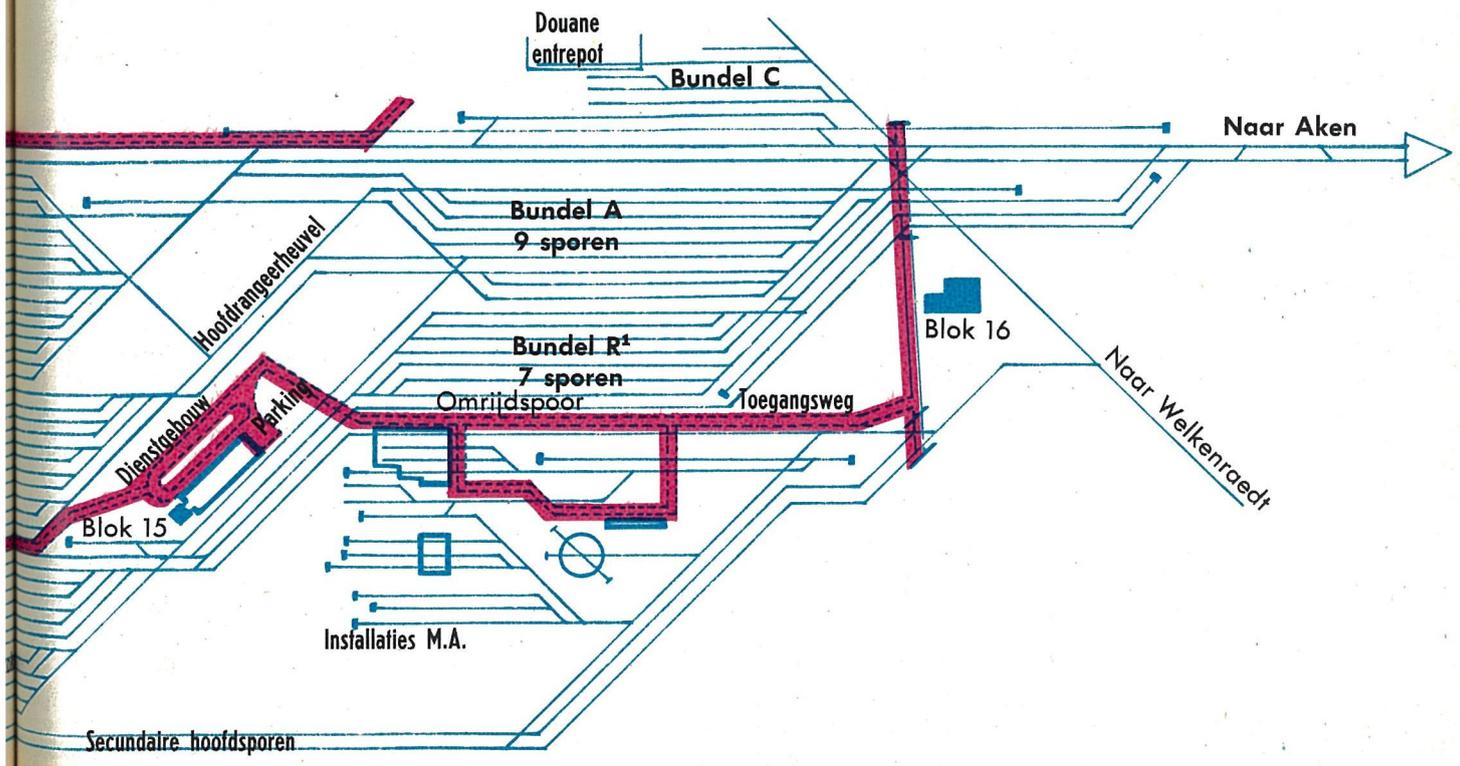 Douane
entrepot
Bundel C
Naar Aken
Bundel A
9 sporen
Hoofdrangeerheuvel
Blok 16
Bundel R¹
7 sporen
Omrijdspoor
Toegangsweg
Naar Welkenraedt
Parking
Dienstgebouw
Blok 15
Installaties M.A.
Secundaire hoofdsporen